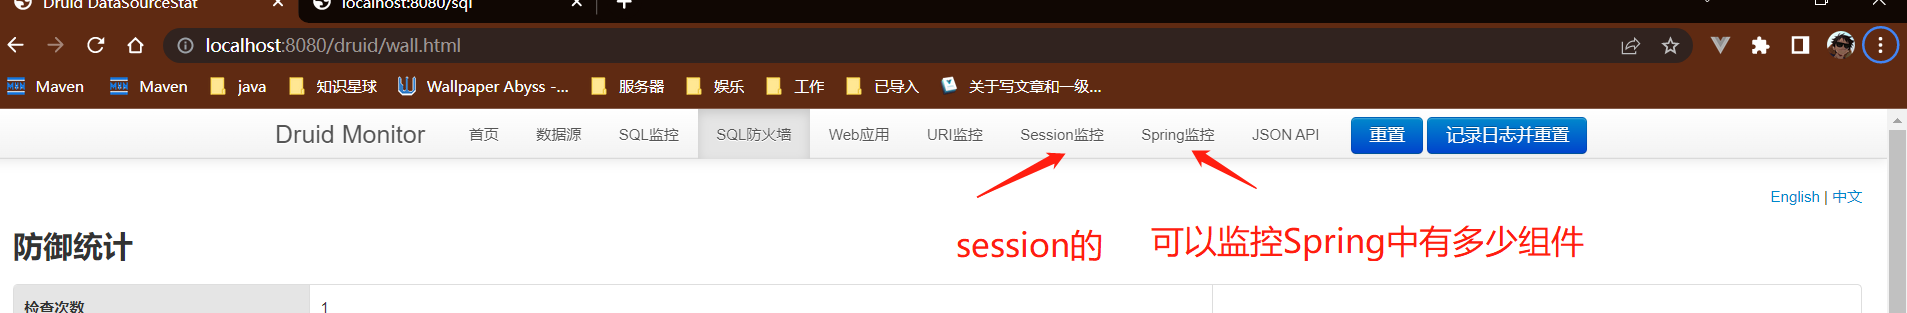 Druid DataSourceStat
localhost:8080/sql
localhost:8080/druid/wall.html
Maven Maven java 知识星球 Wallpaper Abyss -... 服务器 娱乐 工作 已导入 关于写文章和一级...
Druid Monitor 首页 数据源 SQL监控 SQL防火墙 Web应用 URI监控 Session监控 Spring监控 JSON API 重置 记录日志并重置
English | 中文
防御统计
session的 可以监控Spring中有多少组件
检查次数 1